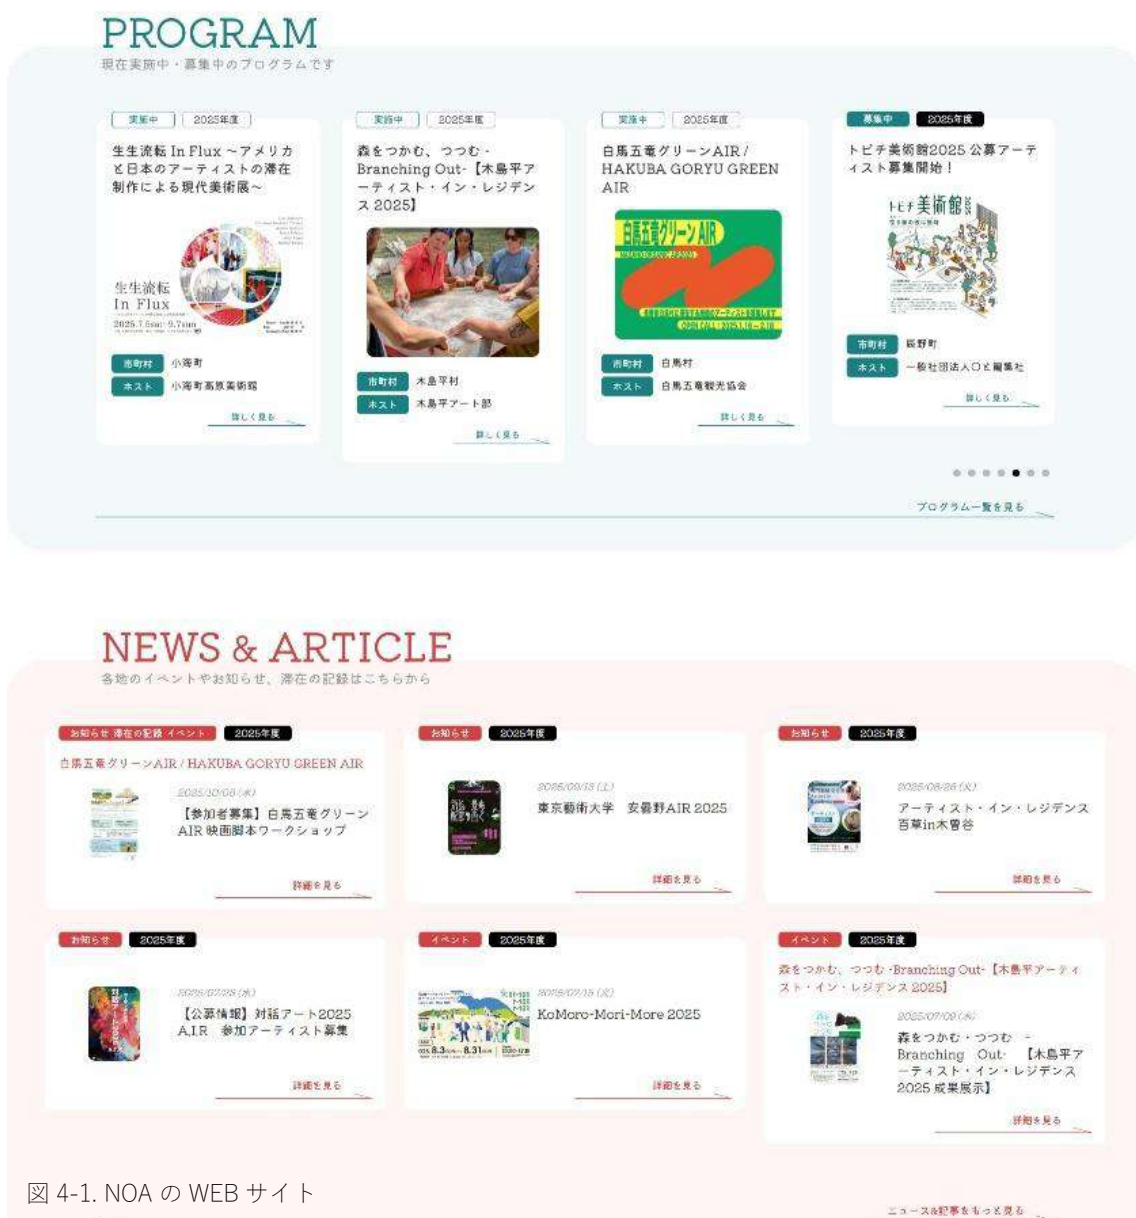 PROGRAM
現在実施中・募集中のプログラムです
実施中 2025年度
生生流転 In Flux ～アメリカ
と日本のアーティストの滞在
制作による現代美術展～
生生流転
In Flux
市町村 小海町
ホスト 小海町高原美術館
詳しく見る
実施中 2025年度
森をつかむ、つつむ -
Branching Out-【木島平ア
ーティスト・イン・レジデン
ス 2025】
市町村 木島平村
ホスト 木島平アート部
詳しく見る
実施中 2025年度
白馬五竜グリーンAIR /
HAKUBA GORYU GREEN
AIR
白馬五竜グリーン AIR
市町村 白馬村
ホスト 白馬五竜観光協会
詳しく見る
募集中 2025年度
トビチ美術館2025 公募アーテ
ィスト募集開始！
トビチ美術館
2025
市町村 辰野町
ホスト 一般社団法人○と編集社
詳しく見る
プログラム一覧を見る
NEWS & ARTICLE
各地のイベントやお知らせ、滞在の記録はこちらから
お知らせ 滞在の記録 イベント 2025年度
白馬五竜グリーンAIR / HAKUBA GORYU GREEN AIR
【参加者募集】白馬五竜グリーン
AIR 映画脚本ワークショップ
詳細を見る
お知らせ 2025年度
東京藝術大学 安曇野AIR 2025
詳細を見る
お知らせ 2025年度
アーティスト・イン・レジデンス
百草in木曽谷
詳細を見る
お知らせ 2025年度
【公募情報】対話アート2025
A.I.R 参加アーティスト募集
詳細を見る
イベント 2025年度
KoMoro-Mori-More 2025
詳細を見る
イベント 2025年度
森をつかむ、つつむ -Branching Out-【木島平アーティ
スト・イン・レジデンス 2025】
森をつかむ・つつむ -
Branching Out- 【木島平ア
ーティスト・イン・レジデンス
2025 成果展示】
詳細を見る
図 4-1. NOA の WEB サイト
ニュース&記事をもっと見る